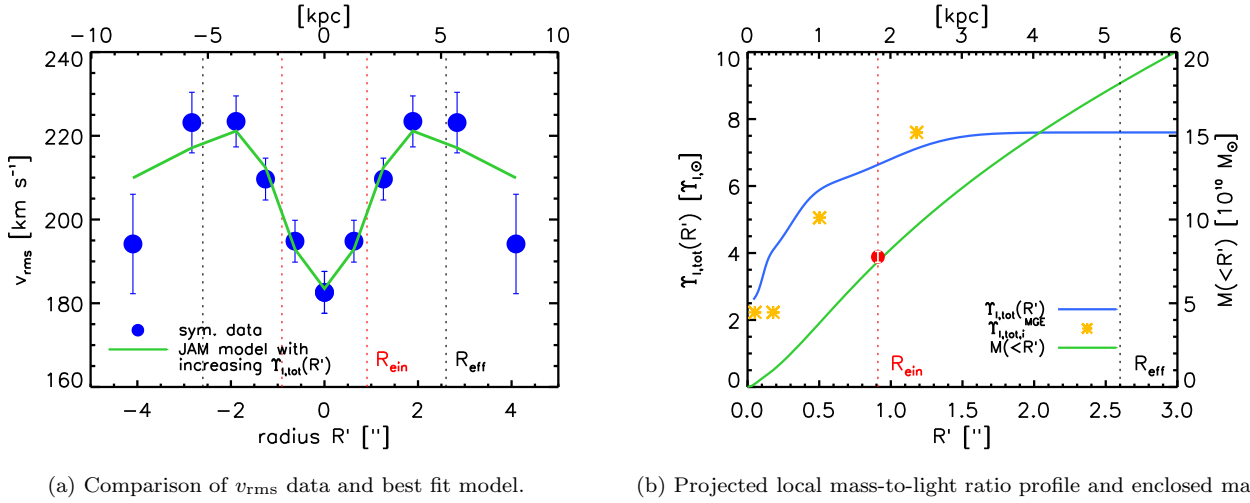 [kpc]
−10 −5 0 5 10
240
220
200
180
160
v_rms [km s⁻¹]
sym. data
JAM model with
increasing ϒ_I,tot(R')
R_ein
R_eff
−4 −2 0 2 4
radius R' ["]
(a) Comparison of v_rms data and best fit model.
[kpc]
0 1 2 3 4 5 6
10
8
6
4
2
0
ϒ_I,tot(R') [ϒ_I,⊙]
20
15
10
5
0
M(<R') [10¹⁰ M_⊙]
ϒ_I,tot(R')
ϒ_I,tot,i^MGE
M(<R')
R_ein
R_eff
0.0 0.5 1.0 1.5 2.0 2.5 3.0
R' ["]
(b) Projected local mass-to-light ratio profile and enclosed ma